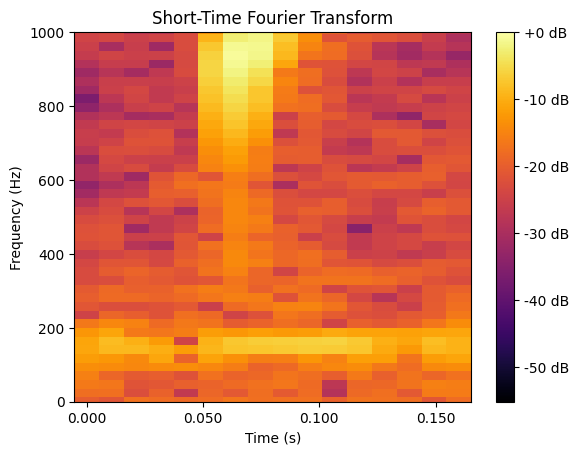 Short-Time Fourier Transform
1000
800
600
400
200
0
Frequency (Hz)
0.000
0.050
0.100
0.150
Time (s)
+0 dB
-10 dB
-20 dB
-30 dB
-40 dB
-50 dB